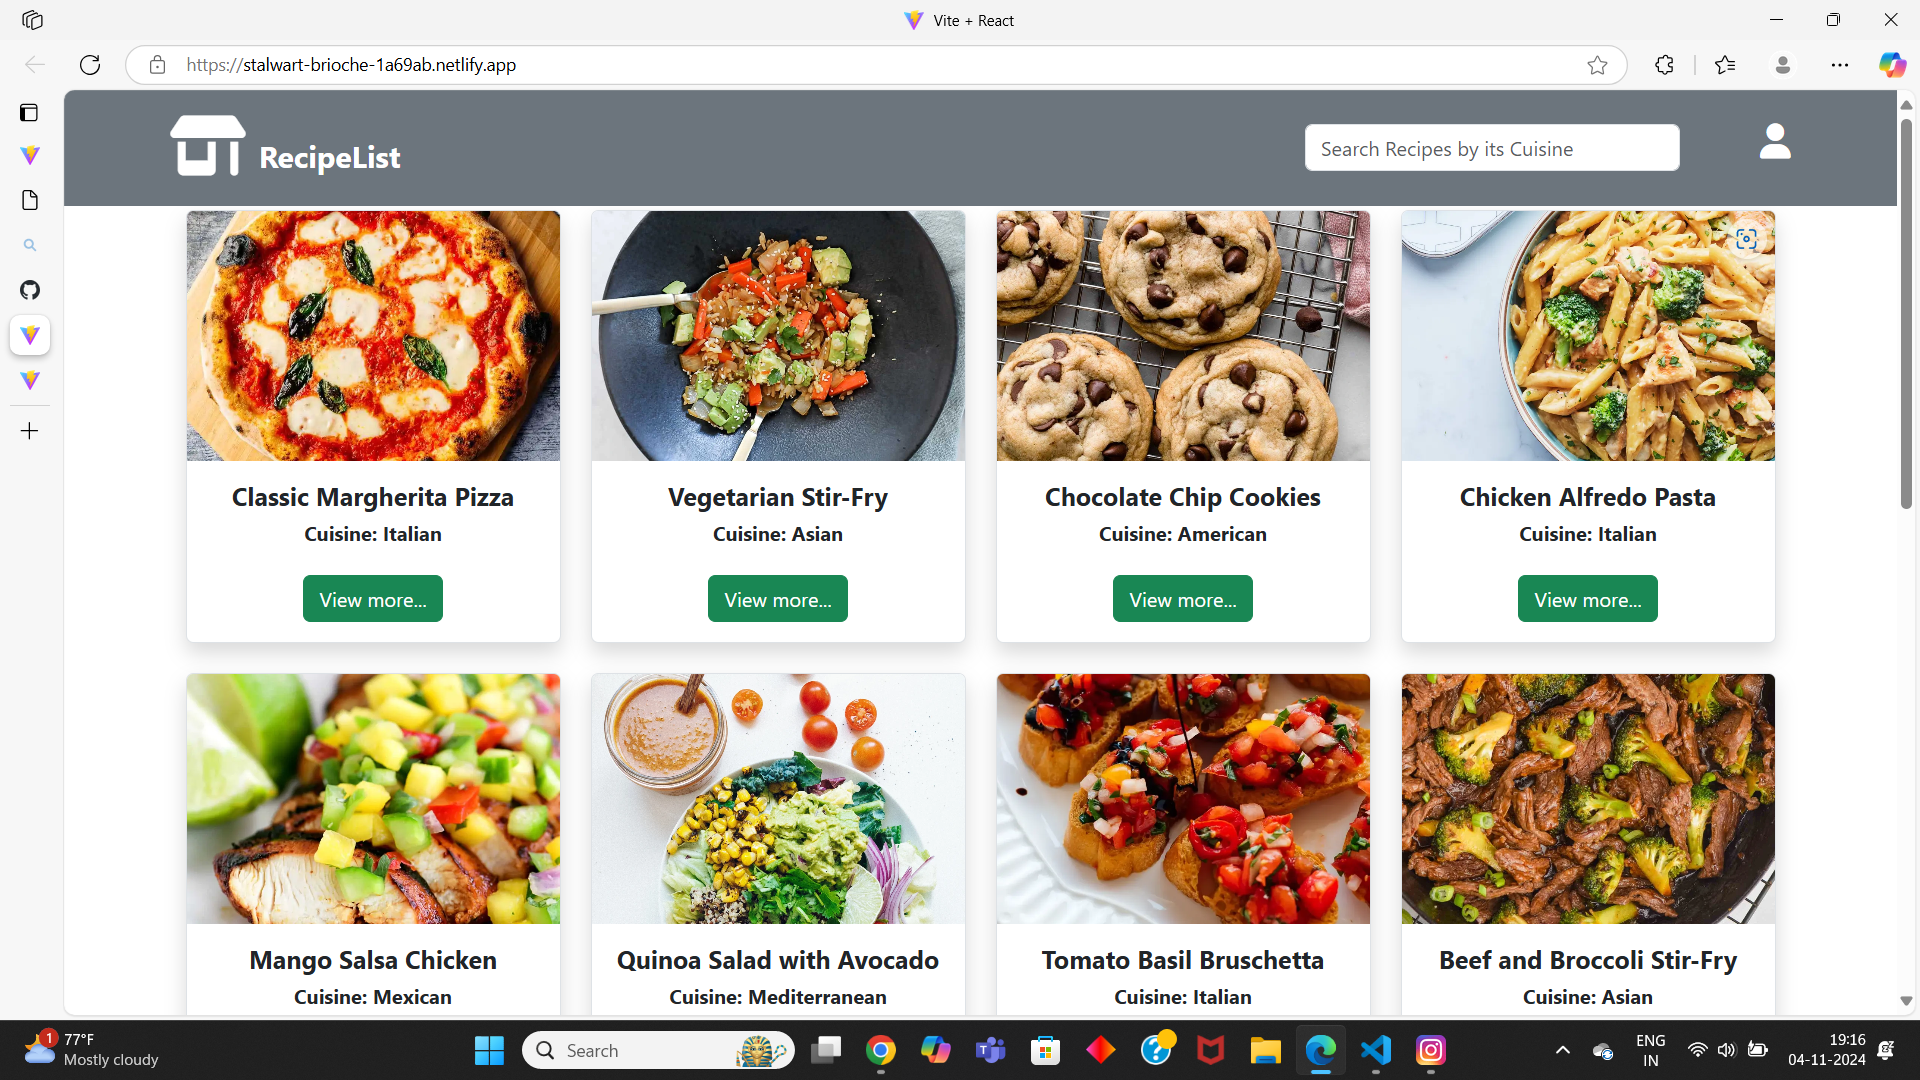 Vite + React
https://stalwart-brioche-1a69ab.netlify.app
RecipeList
Search Recipes by its Cuisine
Classic Margherita Pizza
Cuisine: Italian
View more...
Vegetarian Stir-Fry
Cuisine: Asian
View more...
Chocolate Chip Cookies
Cuisine: American
View more...
Chicken Alfredo Pasta
Cuisine: Italian
View more...
Mango Salsa Chicken
Cuisine: Mexican
Quinoa Salad with Avocado
Cuisine: Mediterranean
Tomato Basil Bruschetta
Cuisine: Italian
Beef and Broccoli Stir-Fry
Cuisine: Asian
1
77°F
Mostly cloudy
Search
ENG
IN
19:16
04-11-2024